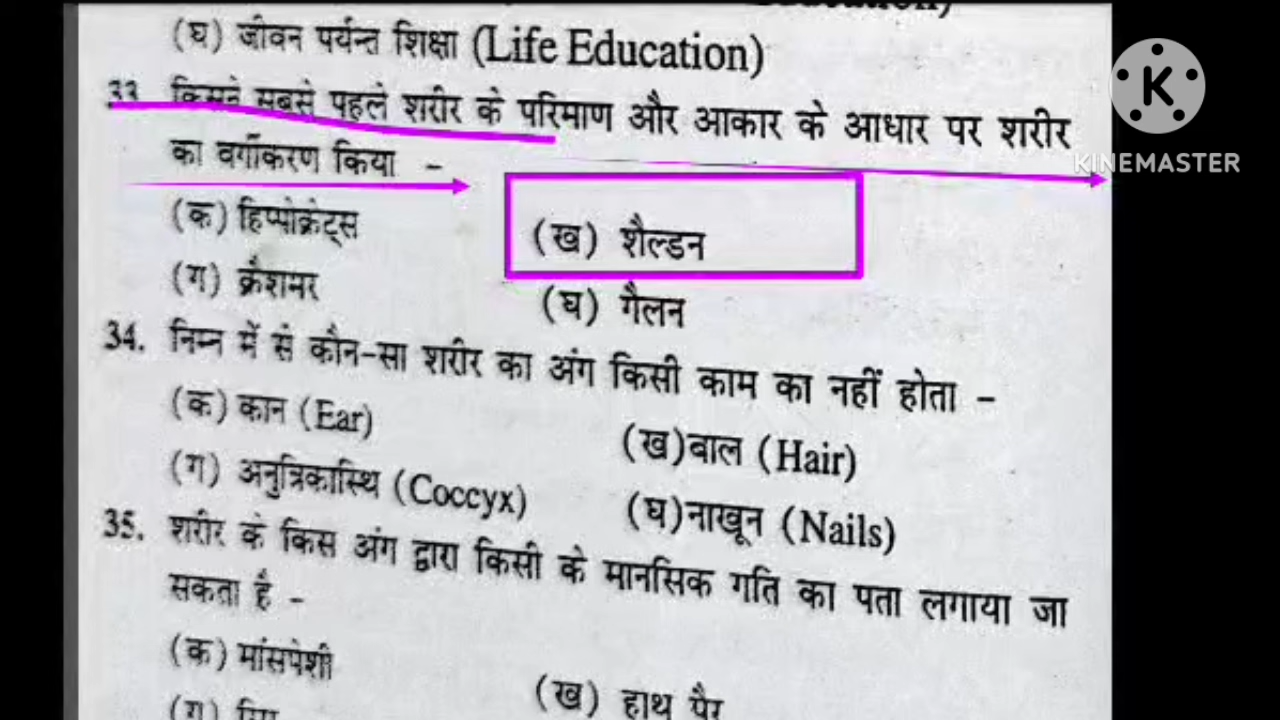 (घ) जीवन पर्यन्त शिक्षा (Life Education)
33. किसने सबसे पहले शरीर के परिमाण और आकार के आधार पर शरीर
का वर्गीकरण किया -
(क) हिप्पोक्रेट्स (ख) शैल्डन
(ग) क्रैशमर (घ) गैलन
34. निम्न में से कौन-सा शरीर का अंग किसी काम का नहीं होता -
(क) कान (Ear) (ख) बाल (Hair)
(ग) अनुत्रिकास्थि (Coccyx) (घ) नाखून (Nails)
35. शरीर के किस अंग द्वारा किसी के मानसिक गति का पता लगाया जा
सकता है -
(क) मांसपेशी (ख) हाथ पैर
(ग)
K
KINEMASTER